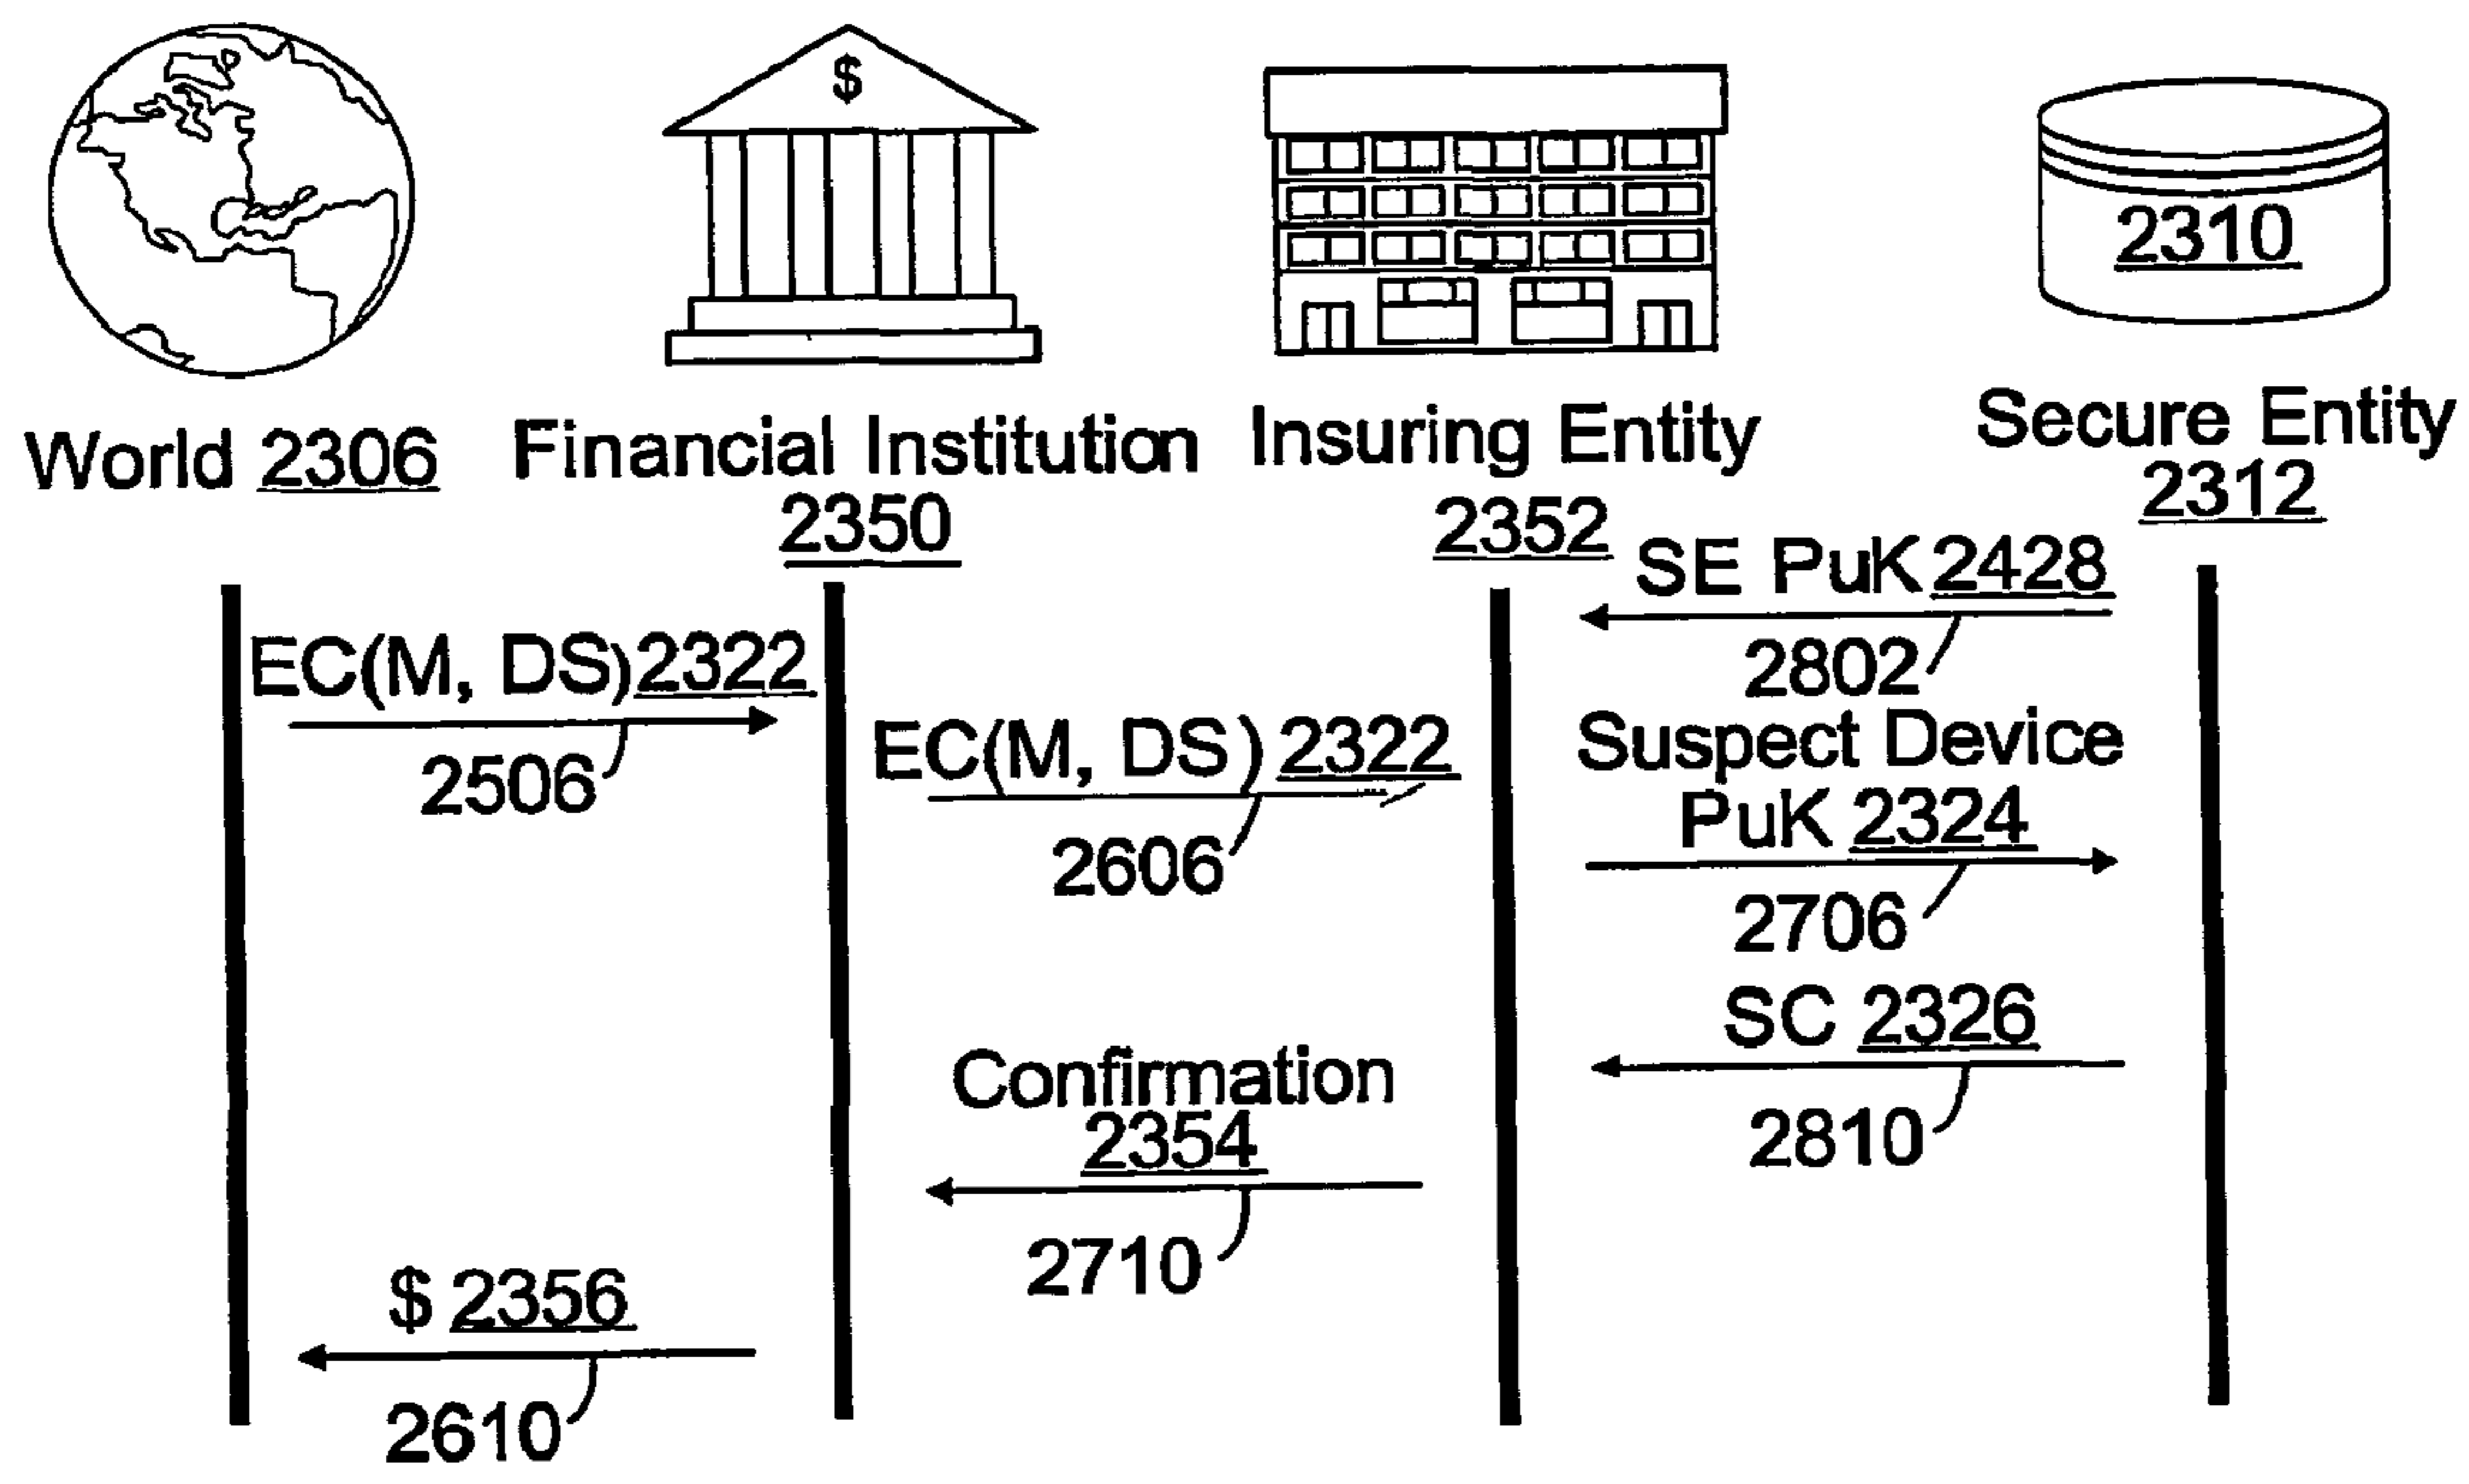 $
2310
World 2306
Financial Institution
2350
Insuring Entity
2352
Secure Entity
2312
SE PuK 2428
2802
EC(M, DS) 2322
2506
EC(M, DS) 2322
2606
Suspect Device
PuK 2324
2706
SC 2326
2810
Confirmation
2354
2710
$ 2356
2610